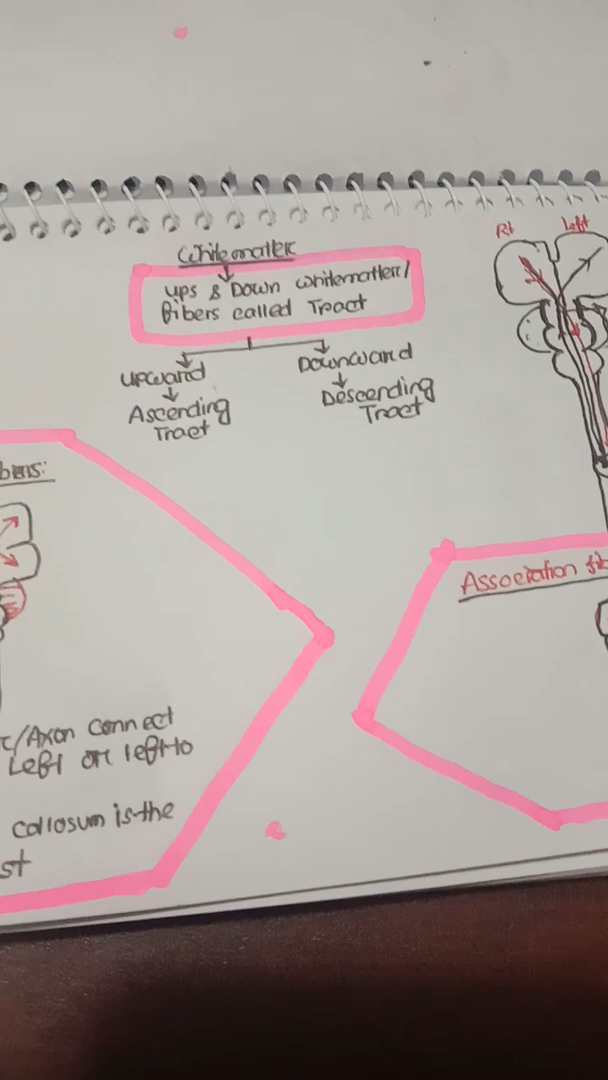 Whitematter
Ups & Down whitematter/
fibers called Tract
Upward
Ascending
Tract
Downward
Descending
Tract
Rt
Left
bers:
Association fib
r/Axon connect
Left or left to
collosum is the
st